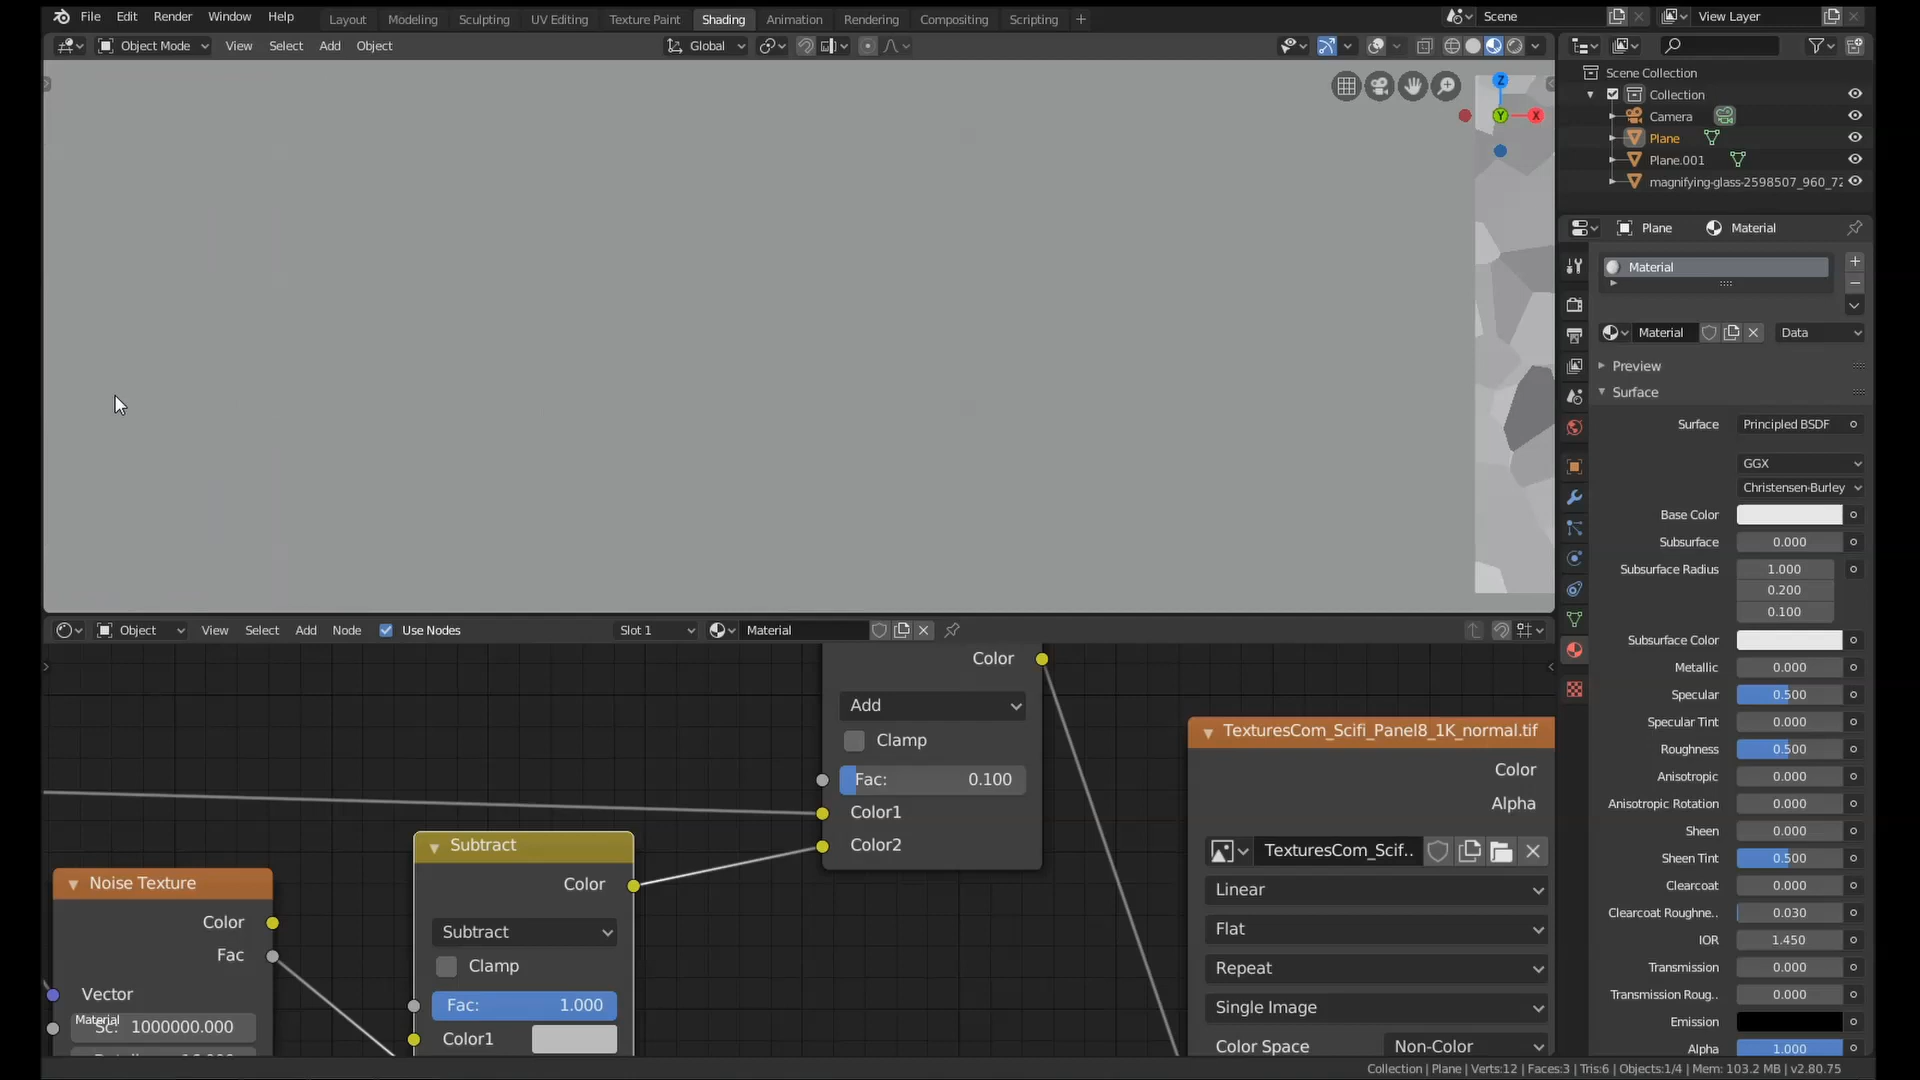 File Edit Render Window Help Layout Modeling Sculpting UV Editing Texture Paint Shading Animation Rendering Compositing Scripting + Scene View Layer
Object Mode View Select Add Object Global
Z
Y X
Scene Collection
Collection
Camera
Plane
Plane.001
magnifying-glass-2598507_960_72
Plane Material
Material
Material Data
Preview
Surface
Surface Principled BSDF
GGX
Christensen-Burley
Base Color
Subsurface 0.000
Subsurface Radius 1.000
0.200
0.100
Subsurface Color
Metallic 0.000
Specular 0.500
Specular Tint 0.000
Roughness 0.500
Anisotropic 0.000
Anisotropic Rotation 0.000
Sheen 0.000
Sheen Tint 0.500
Clearcoat 0.000
Clearcoat Roughne.. 0.030
IOR 1.450
Transmission 0.000
Transmission Roug.. 0.000
Emission
Alpha 1.000
Object View Select Add Node Use Nodes Slot 1 Material
Color
Add
Clamp
Fac: 0.100
Color1
Color2
TexturesCom_Scifi_Panel8_1K_normal.tif
Color
Alpha
TexturesCom_Scif..
Linear
Flat
Repeat
Single Image
Color Space Non-Color
Subtract
Color
Subtract
Clamp
Fac: 1.000
Color1
Noise Texture
Color
Fac
Vector
Material
Sc: 1000000.000
Collection | Plane | Verts:12 | Faces:3 | Tris:6 | Objects:1/4 | Mem: 103.2 MB | v2.80.75